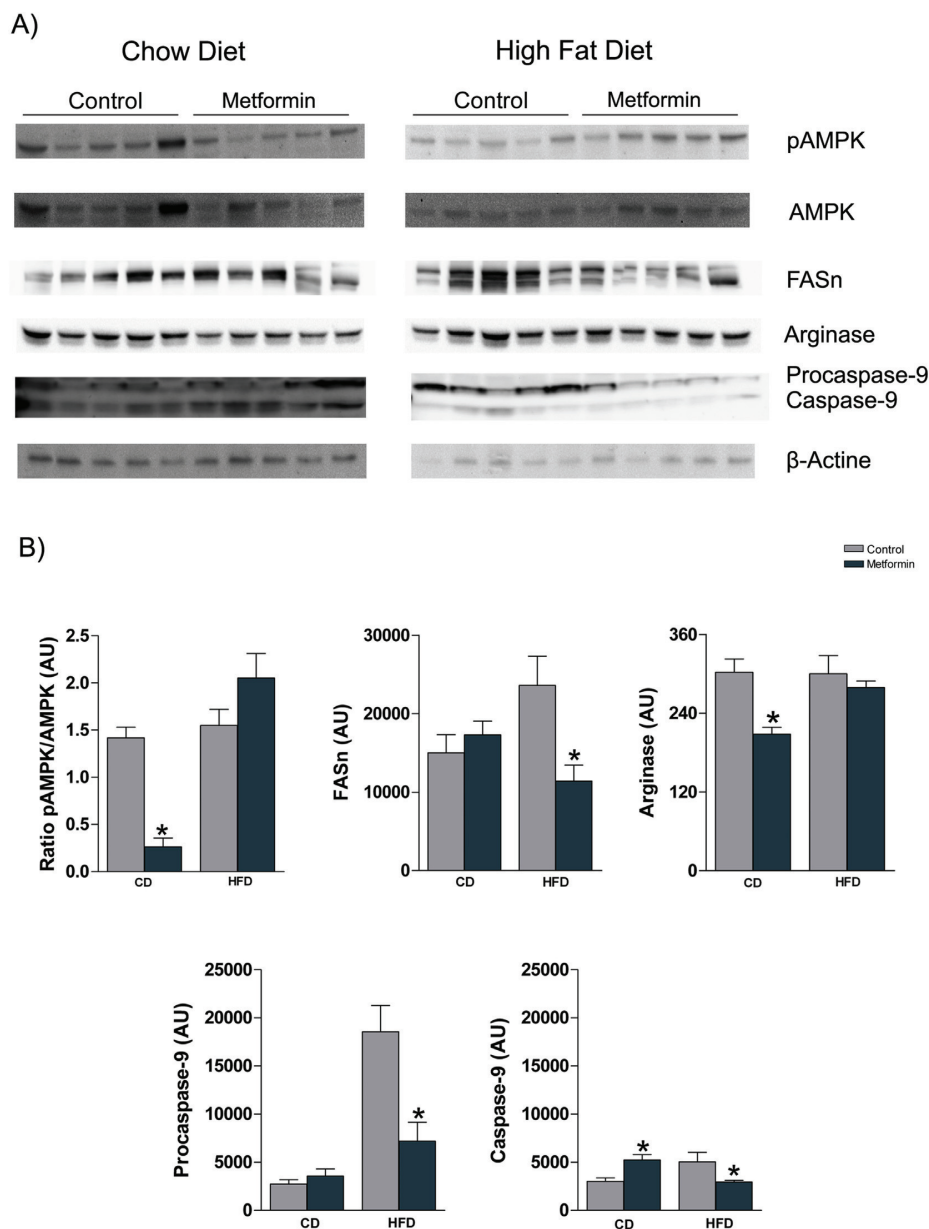 A)
Chow Diet
High Fat Diet
Control
Metformin
Control
Metformin
pAMPK
AMPK
FASn
Arginase
Procaspase-9
Caspase-9
β-Actine
B)
Control
Metformin
Ratio pAMPK/AMPK (AU)
2.5
2.0
1.5
1.0
0.5
0.0
*
CD
HFD
FASn (AU)
30000
20000
10000
0
*
CD
HFD
Arginase (AU)
360
240
120
0
*
CD
HFD
Procaspase-9 (AU)
25000
20000
15000
10000
5000
0
*
CD
HFD
Caspase-9 (AU)
25000
20000
15000
10000
5000
0
*
*
CD
HFD